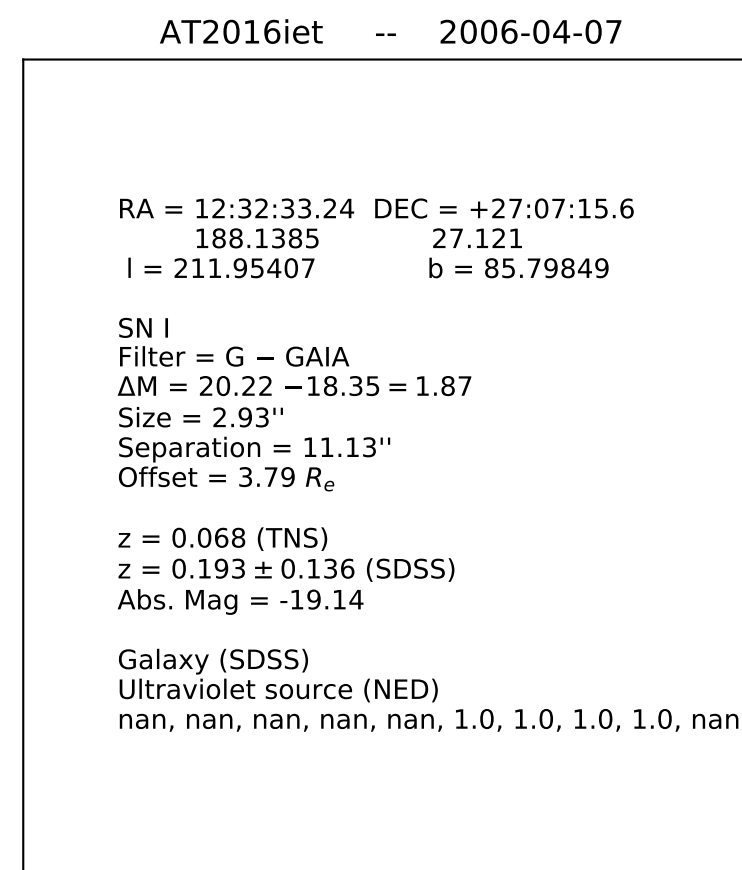 AT2016iet -- 2006-04-07
RA = 12:32:33.24 DEC = +27:07:15.6
188.1385 27.121
l = 211.95407 b = 85.79849
SN I
Filter = G − GAIA
ΔM = 20.22 −18.35 = 1.87
Size = 2.93''
Separation = 11.13''
Offset = 3.79 Re
z = 0.068 (TNS)
z = 0.193 ± 0.136 (SDSS)
Abs. Mag = -19.14
Galaxy (SDSS)
Ultraviolet source (NED)
nan, nan, nan, nan, nan, 1.0, 1.0, 1.0, 1.0, nan